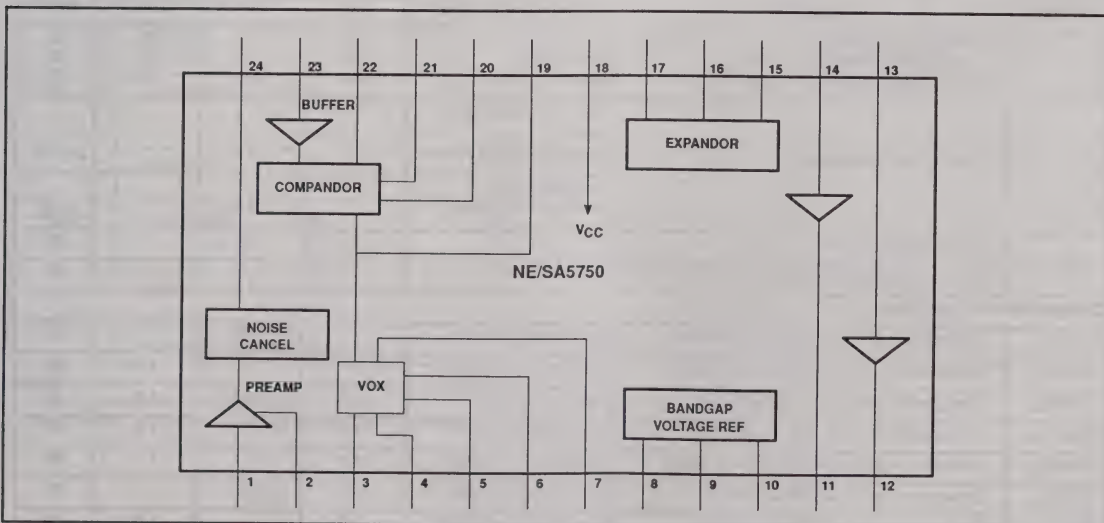 24 23 22 21 20 19 18 17 16 15 14 13
BUFFER
EXPANDOR
COMPANDOR
VCC
NE/SA5750
NOISE
CANCEL
PREAMP
VOX
BANDGAP
VOLTAGE REF
1 2 3 4 5 6 7 8 9 10 11 12